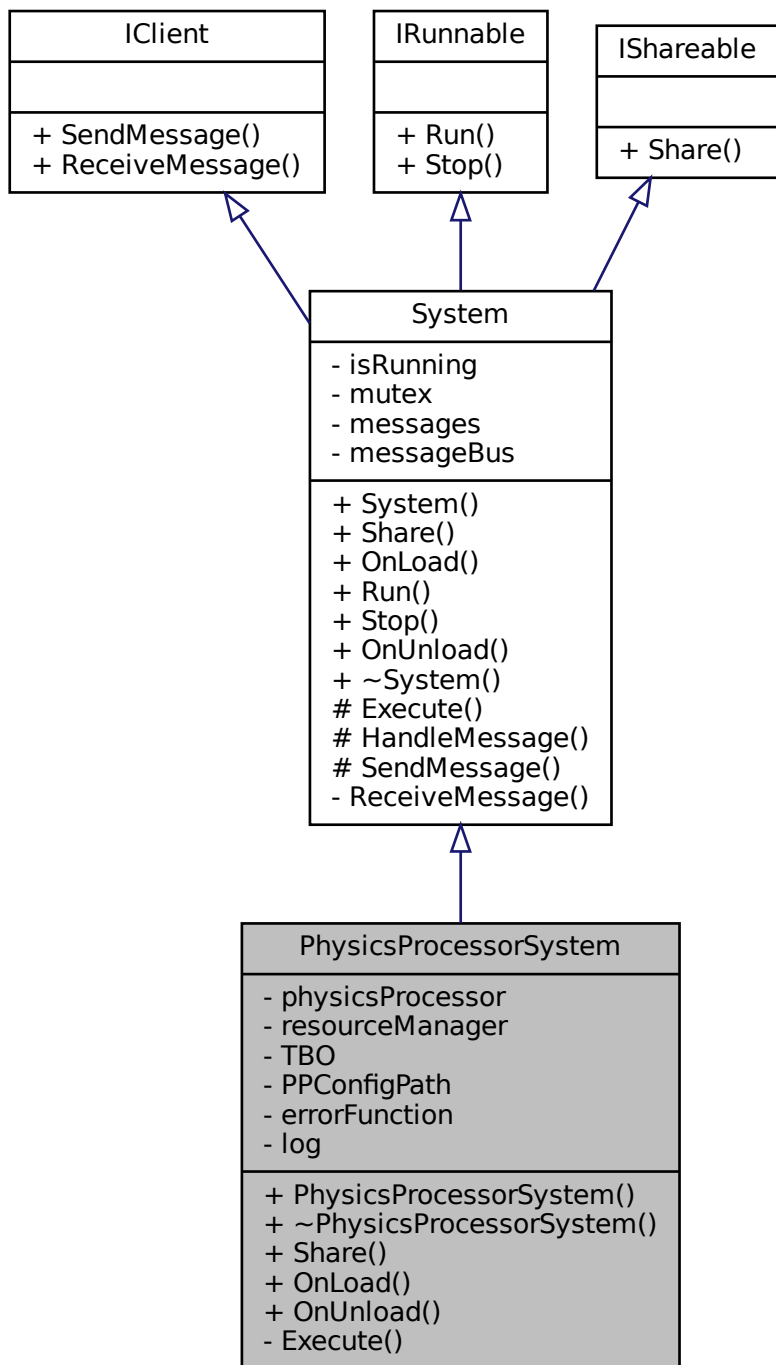 IClient
+ SendMessage()
+ ReceiveMessage()
IRunnable
+ Run()
+ Stop()
IShareable
+ Share()
System
- isRunning
- mutex
- messages
- messageBus
+ System()
+ Share()
+ OnLoad()
+ Run()
+ Stop()
+ OnUnload()
+ ~System()
# Execute()
# HandleMessage()
# SendMessage()
- ReceiveMessage()
PhysicsProcessorSystem
- physicsProcessor
- resourceManager
- TBO
- PPConfigPath
- errorFunction
- log
+ PhysicsProcessorSystem()
+ ~PhysicsProcessorSystem()
+ Share()
+ OnLoad()
+ OnUnload()
- Execute()